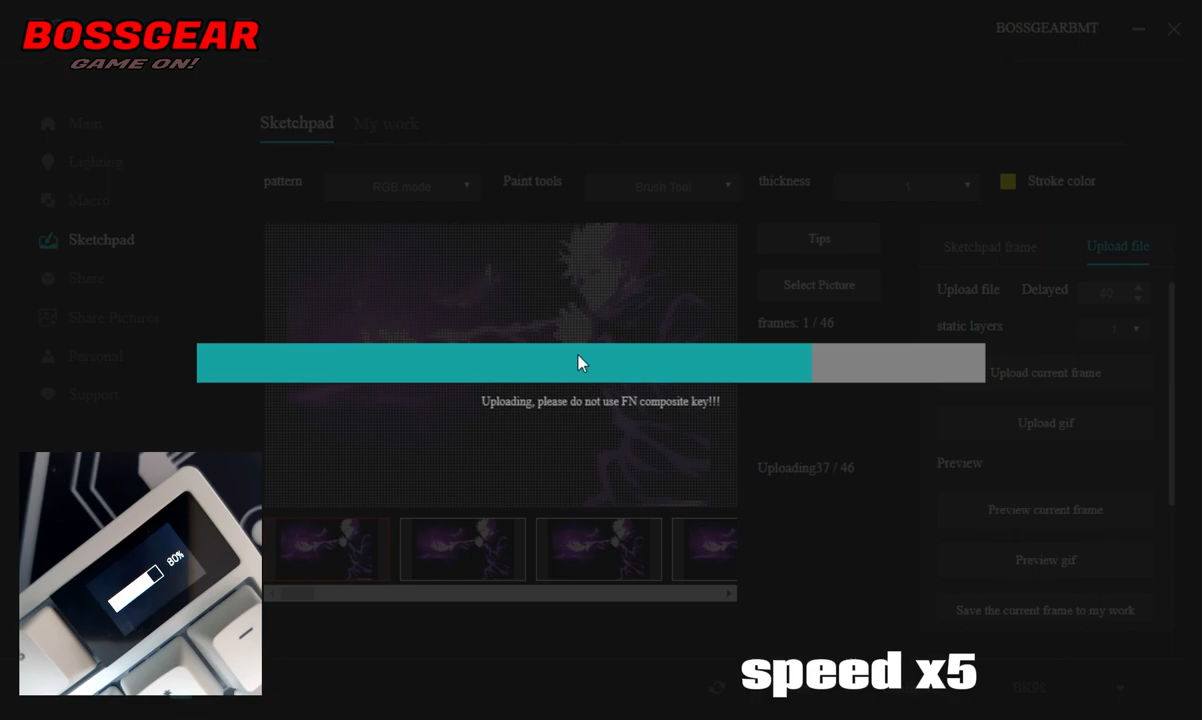 BOSSGEAR
GAME ON!
BOSSGEARBMT
Main
Lighting
Macro
Sketchpad
Share
Share Pictures
Personal
Support
Sketchpad My work
pattern RGB mode Paint tools Brush Tool thickness 1 Stroke color
Tips
Select Picture
frames: 1 / 46
Uploading, please do not use FN composite key!!!
Uploading37 / 46
Sketchpad frame Upload file
Upload file Delayed 40
static layers 1
Upload current frame
Upload gif
Preview
Preview current frame
Preview gif
Save the current frame to my work
80%
speed x5